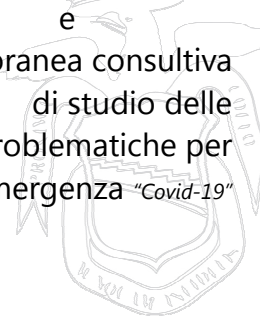 e
oranea consultiva
di studio delle
roblematiche per
mergenza “Covid-19”